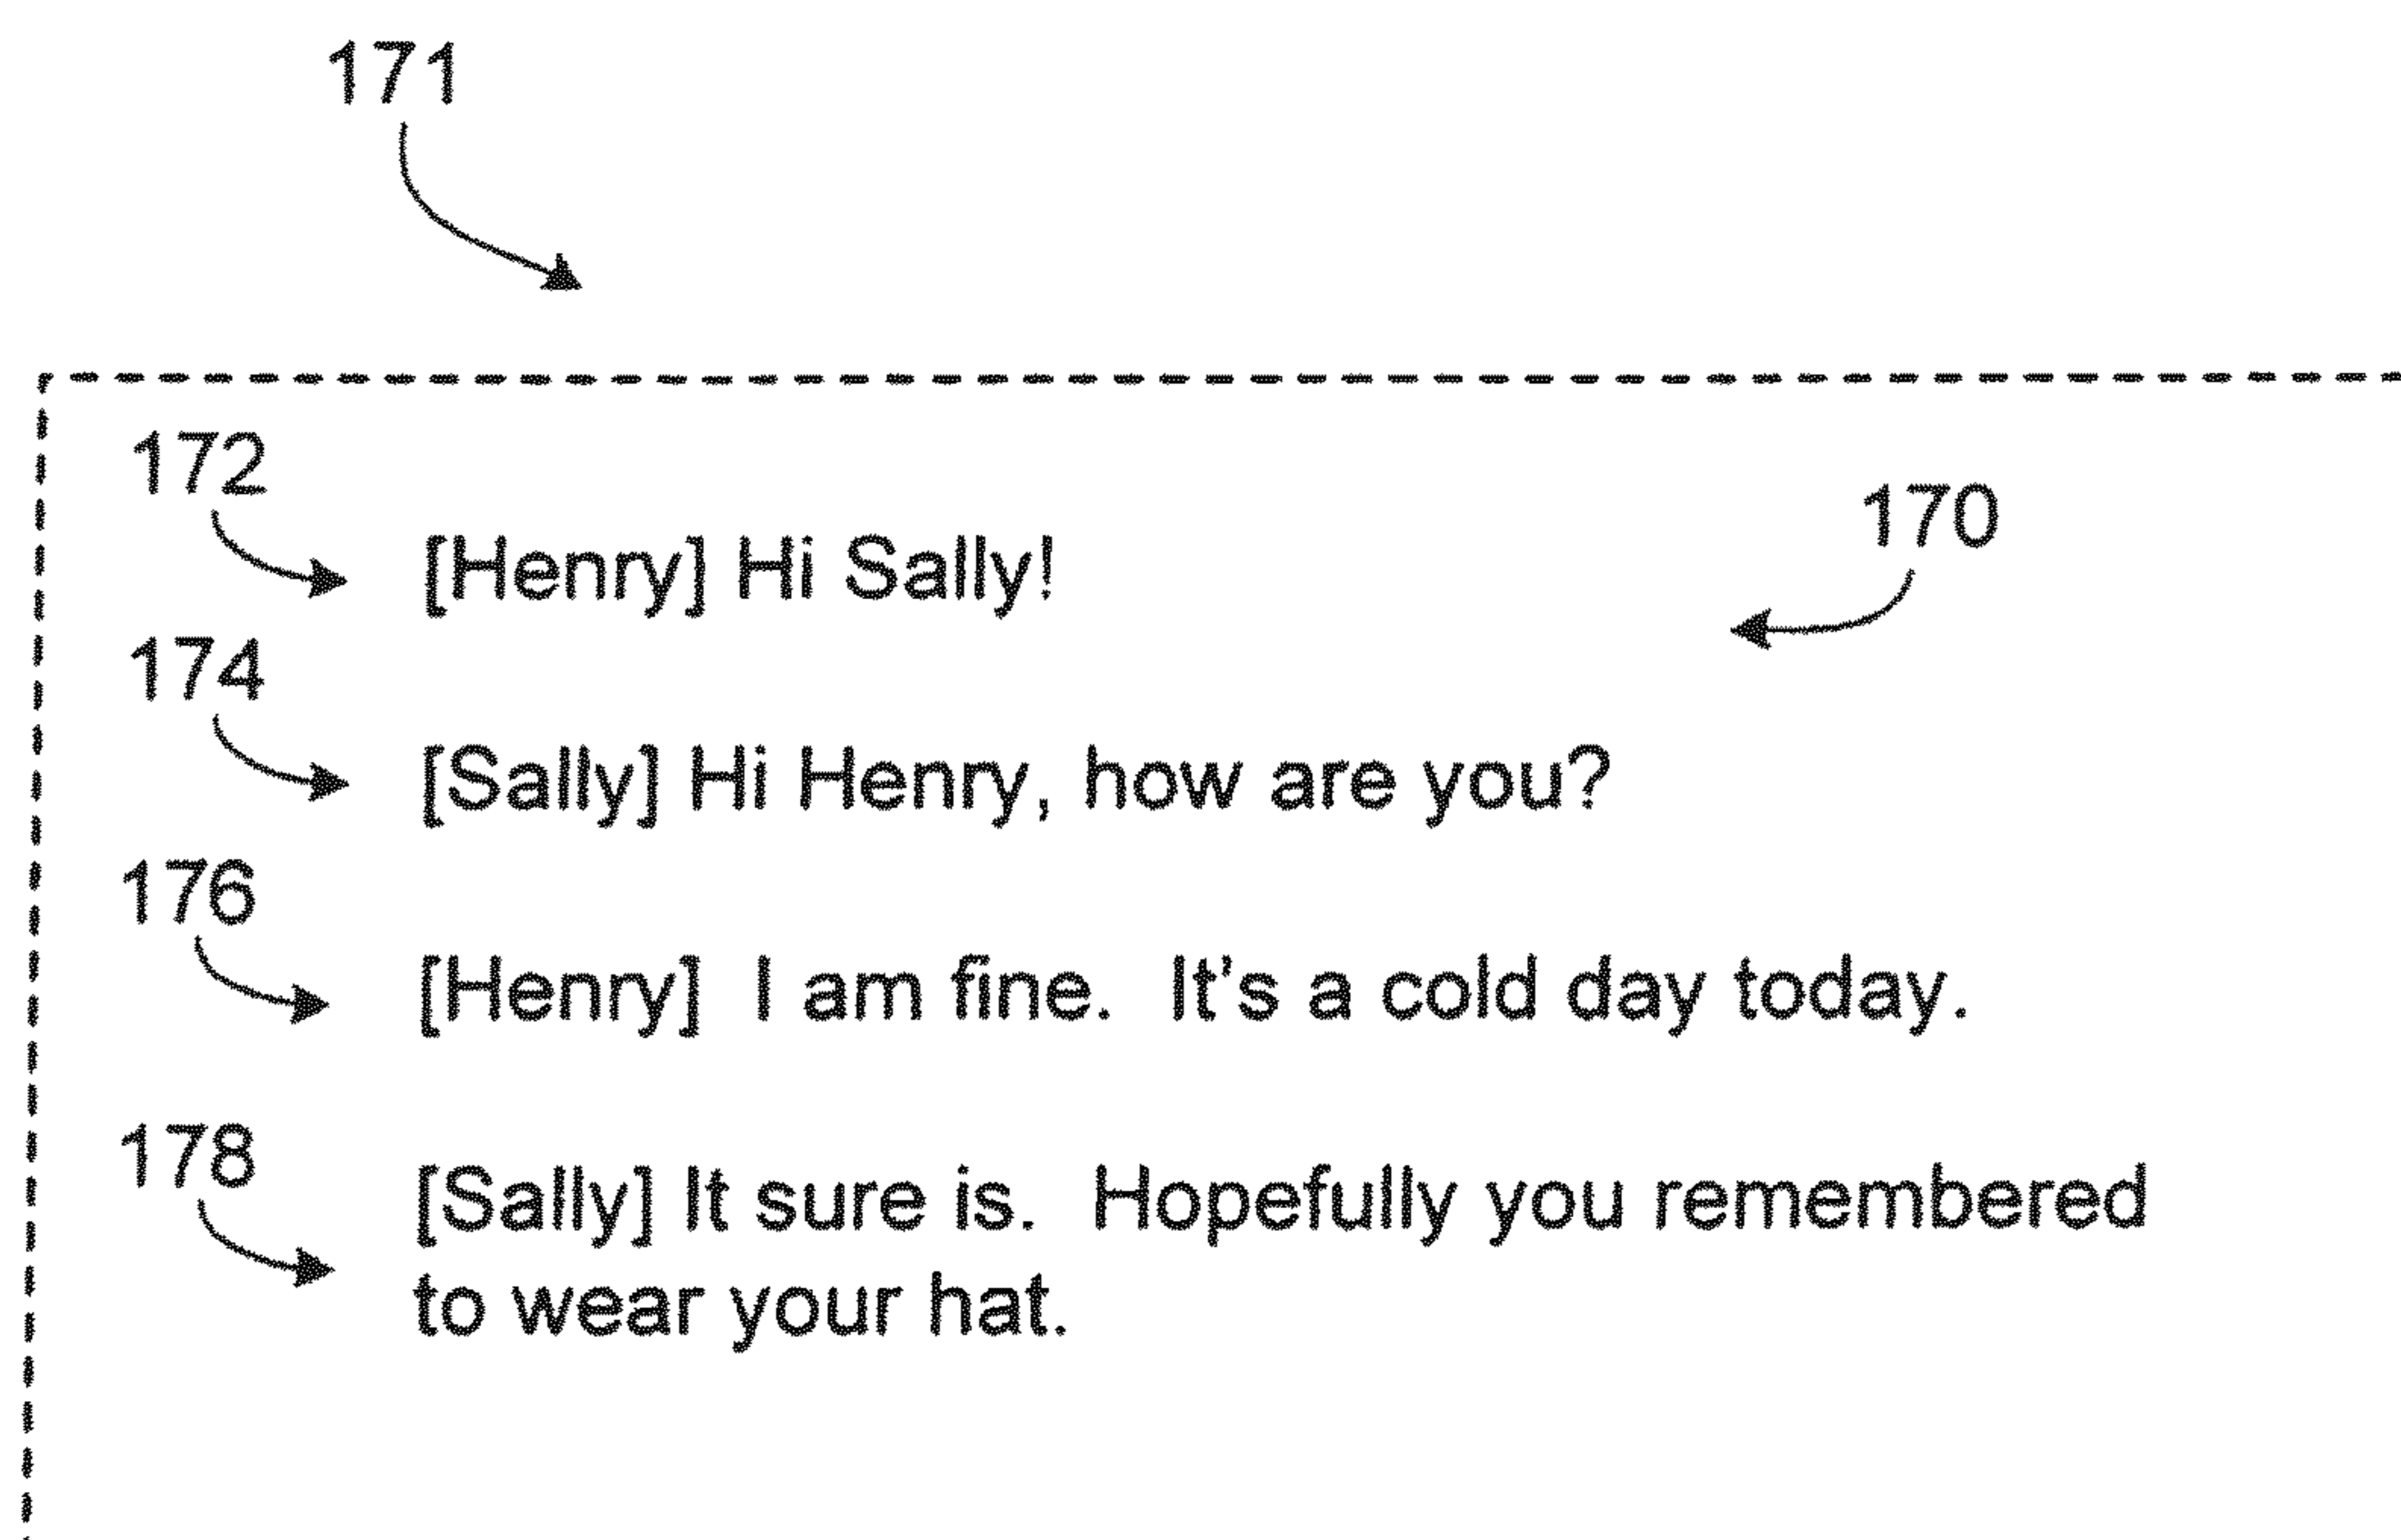 171
172
170
[Henry] Hi Sally!
174
[Sally] Hi Henry, how are you?
176
[Henry]  I am fine.  It's a cold day today.
178
[Sally] It sure is.  Hopefully you remembered
to wear your hat.